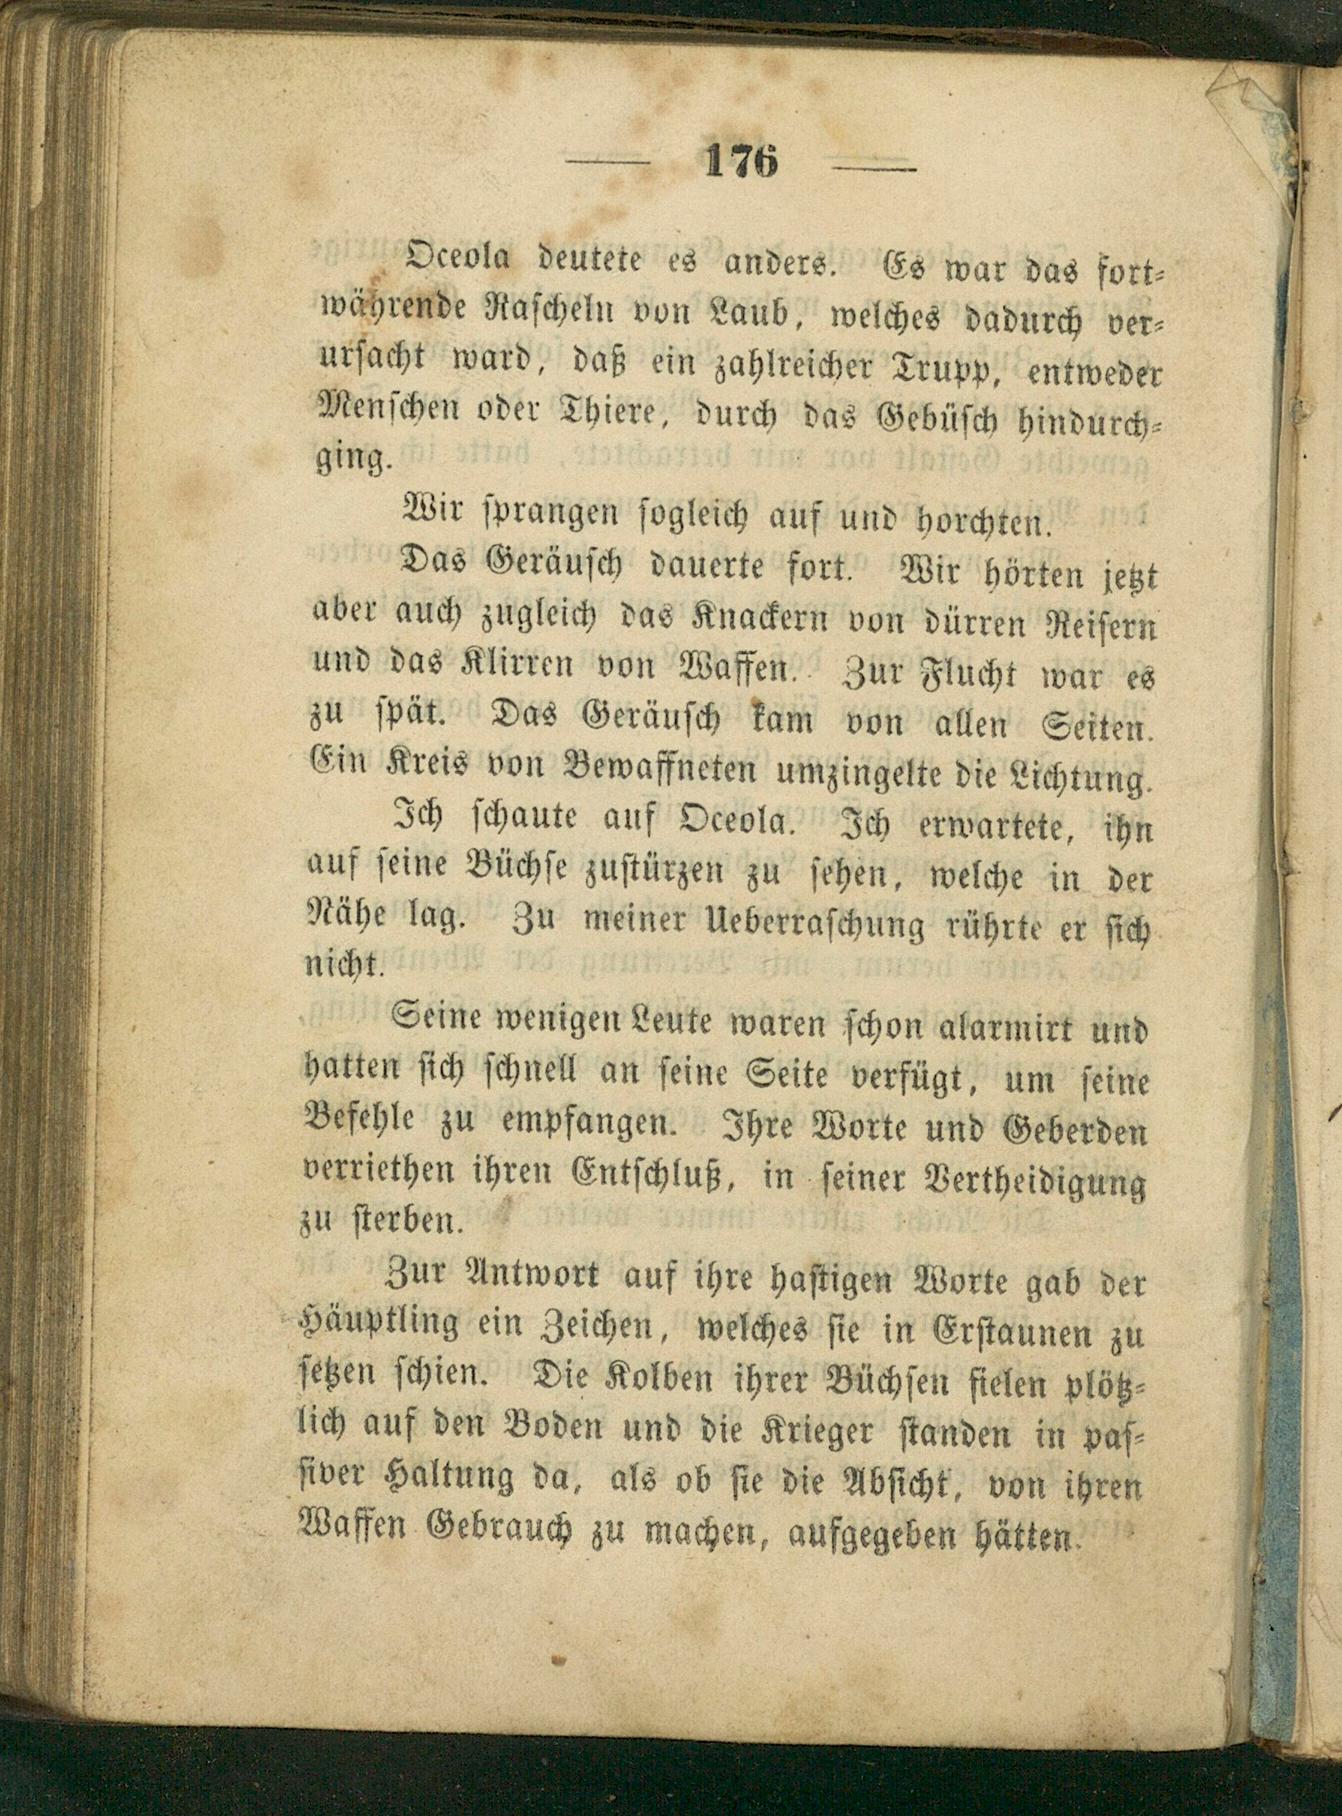 176
Oceola deutete es anders. Es war das fort-
währende Rascheln von Laub, welches dadurch ver-
ursacht ward, daß ein zahlreicher Trupp, entweder
Menschen oder Thiere, durch das Gebüsch hindurch-
ging.
Wir sprangen sogleich auf und horchten.
Das Geräusch dauerte fort. Wir hörten jetzt
aber auch zugleich das Knackern von dürren Reisern
und das Klirren von Waffen. Zur Flucht war es
zu spät. Das Geräusch kam von allen Seiten.
Ein Kreis von Bewaffneten umzingelte die Lichtung.
Ich schaute auf Oceola. Ich erwartete, ihn
auf seine Büchse zustürzen zu sehen, welche in der
Nähe lag. Zu meiner Ueberraschung rührte er sich
nicht.
Seine wenigen Leute waren schon alarmirt und
hatten sich schnell an seine Seite verfügt, um seine
Befehle zu empfangen. Ihre Worte und Geberden
verriethen ihren Entschluß, in seiner Vertheidigung
zu sterben.
Zur Antwort auf ihre hastigen Worte gab der
Häuptling ein Zeichen, welches sie in Erstaunen zu
setzen schien. Die Kolben ihrer Büchsen fielen plötz-
lich auf den Boden und die Krieger standen in pas-
siver Haltung da, als ob sie die Absicht, von ihren
Waffen Gebrauch zu machen, aufgegeben hätten.